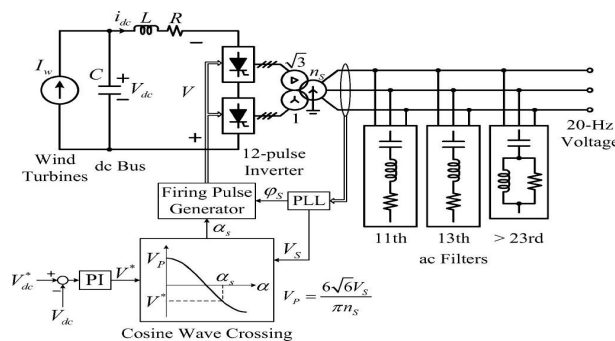 i_dc L R
I_w
C + V_dc −
− V +
√3
n_S
1
Wind Turbines
dc Bus
12-pulse Inverter
20-Hz Voltage
Firing Pulse Generator
φ_S
PLL
11th
13th
> 23rd
ac Filters
α_s
V_S
V*_dc + −
V_dc
PI
V*
V_P
α_s
α
V*
V_P = 6√6V_S / πn_S
Cosine Wave Crossing